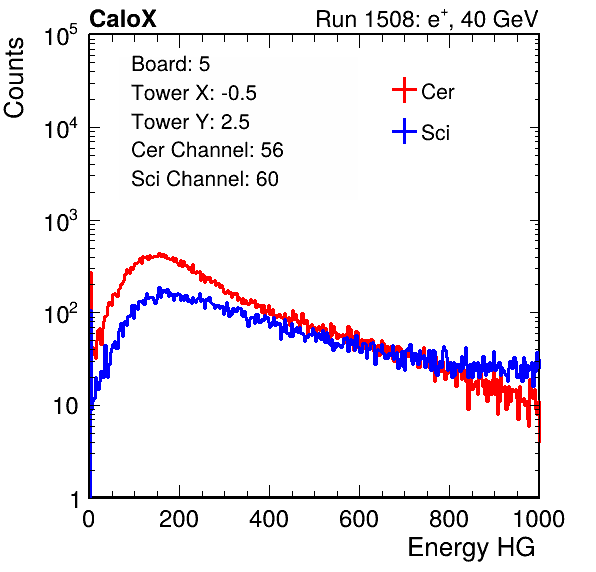 CaloX Run 1508: e⁺, 40 GeV
Counts
10⁵
10⁴
10³
10²
10
1
Board: 5
Tower X: -0.5
Tower Y: 2.5
Cer Channel: 56
Sci Channel: 60
Cer
Sci
0 200 400 600 800 1000
Energy HG